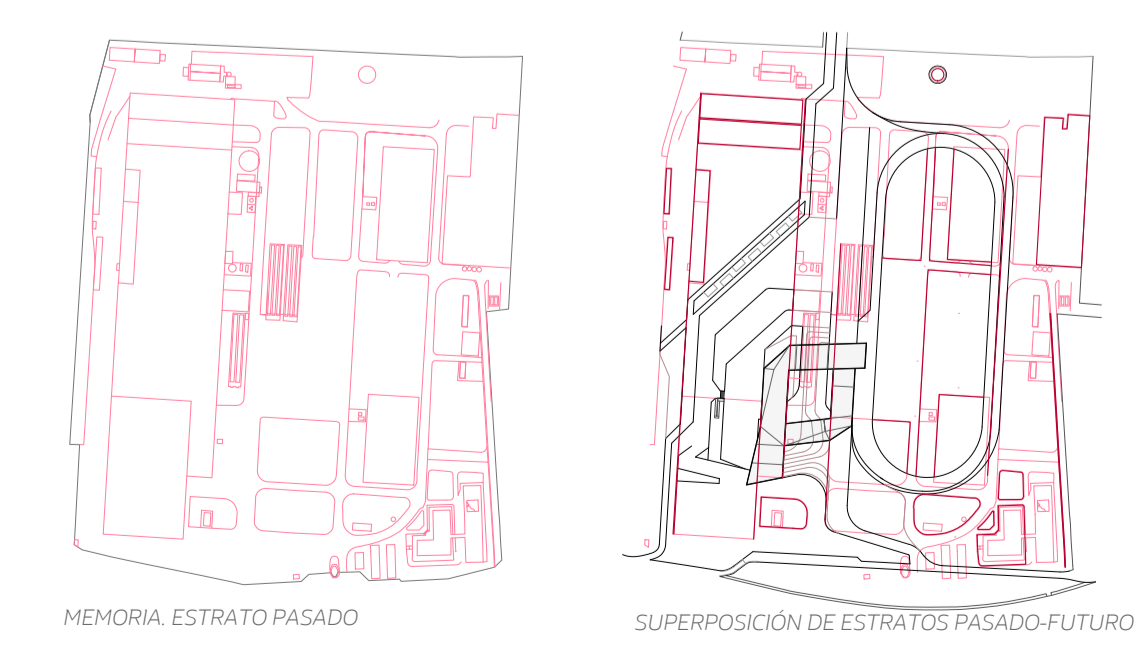 MEMORIA. ESTRATO PASADO
SUPERPOSICIÓN DE ESTRATOS PASADO-FUTURO